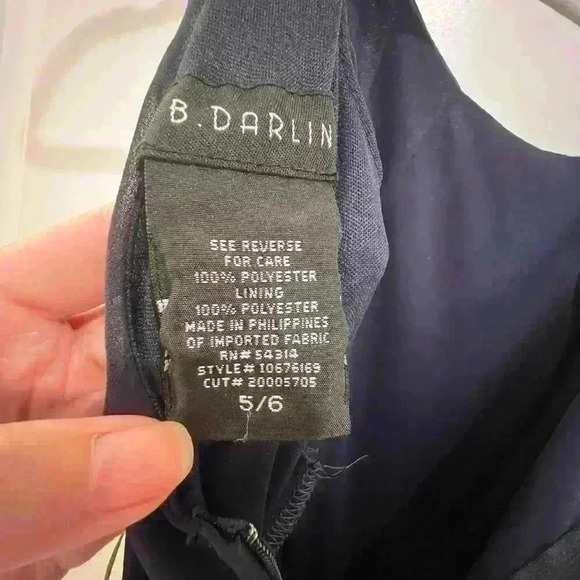 B. DARLIN
SEE REVERSE
FOR CARE
100% POLYESTER
LINING
100% POLYESTER
MADE IN PHILIPPINES
OF IMPORTED FABRIC
RN# 54314
STYLE# I0676169
CUT# 20005705
5/6